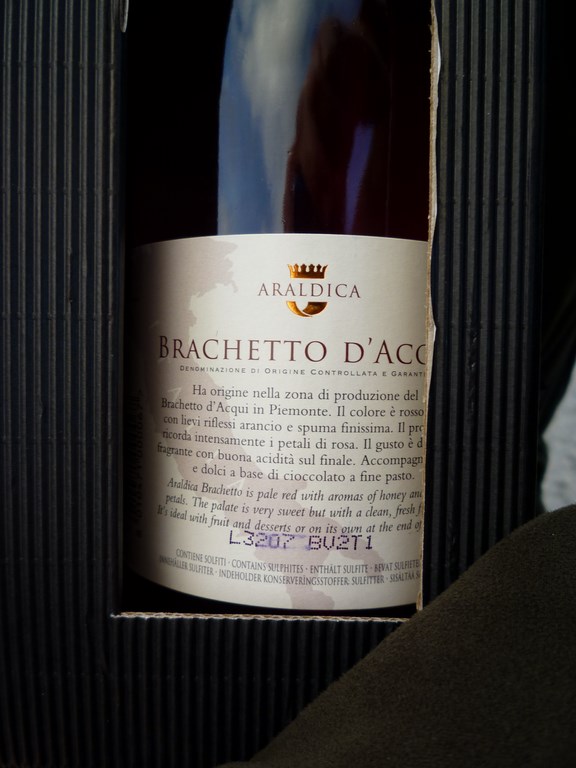 ARALDICA
BRACHETTO D'ACQ
DENOMINAZIONE DI ORIGINE CONTROLLATA E GARANT
Ha origine nella zona di produzione del
Brachetto d'Acqui in Piemonte. Il colore è rosso
con lievi riflessi arancio e spuma finissima. Il pro
ricorda intensamente i petali di rosa. Il gusto è d
fragrante con buona acidità sul finale. Accompagn
e dolci a base di cioccolato a fine pasto.
Araldica Brachetto is pale red with aromas of honey and
petals. The palate is very sweet but with a clean, fresh f
It's ideal with fruit and desserts or on its own at the end of
L3207 BV2T1
CONTIENE SOLFITI - CONTAINS SULPHITES - ENTHÄLT SULFITE - BEVAT SULFIETE
INNEHÅLLER SULFITER - INDEHOLDER KONSERVERINGSSTOFFER: SULFITTER - SISÄLTÄÄ S